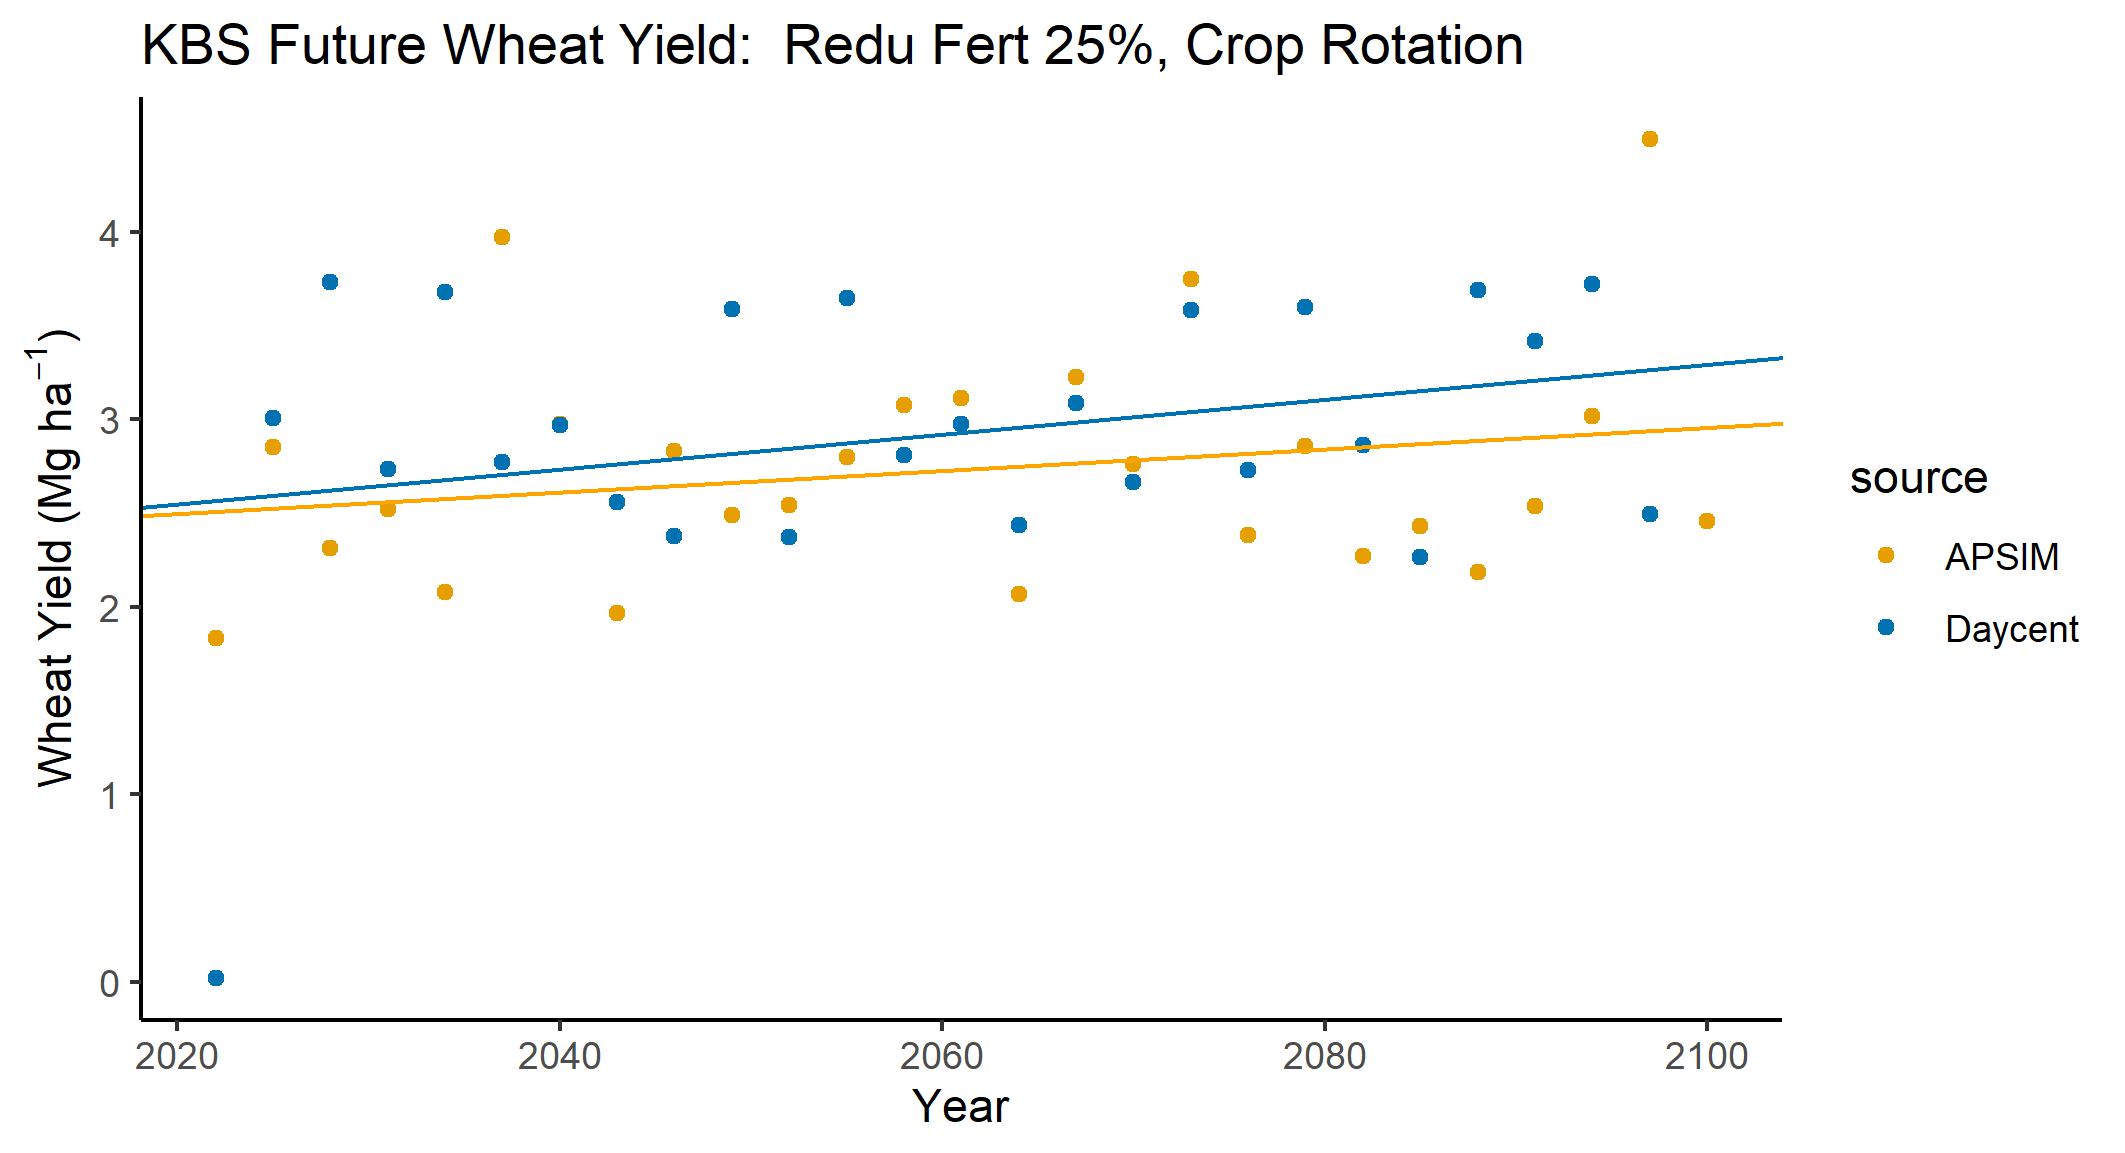 KBS Future Wheat Yield:  Redu Fert 25%, Crop Rotation
Wheat Yield (Mg ha⁻¹)
4
3
2
1
0
2020 2040 2060 2080 2100
Year
source
APSIM
Daycent